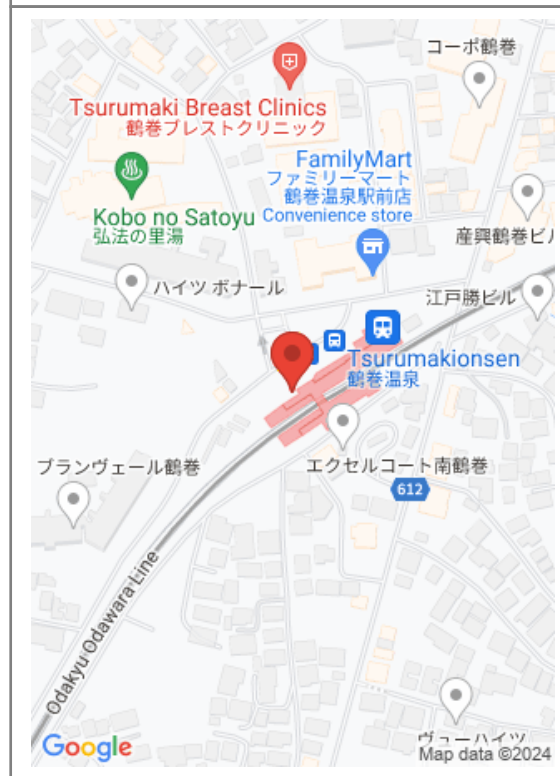 コーポ鶴巻
Tsurumaki Breast Clinics
鶴巻ブレストクリニック
FamilyMart
ファミリーマート
鶴巻温泉駅前店
Convenience store
Kobo no Satoyu
弘法の里湯
産興鶴巻ビル
ハイツ ボナール
江戸勝ビル
Tsurumakionsen
鶴巻温泉
エクセルコート南鶴巻
ブランヴェール鶴巻
612
Odakyu Odawara Line
ヴューハイツ
Google
Map data ©2024